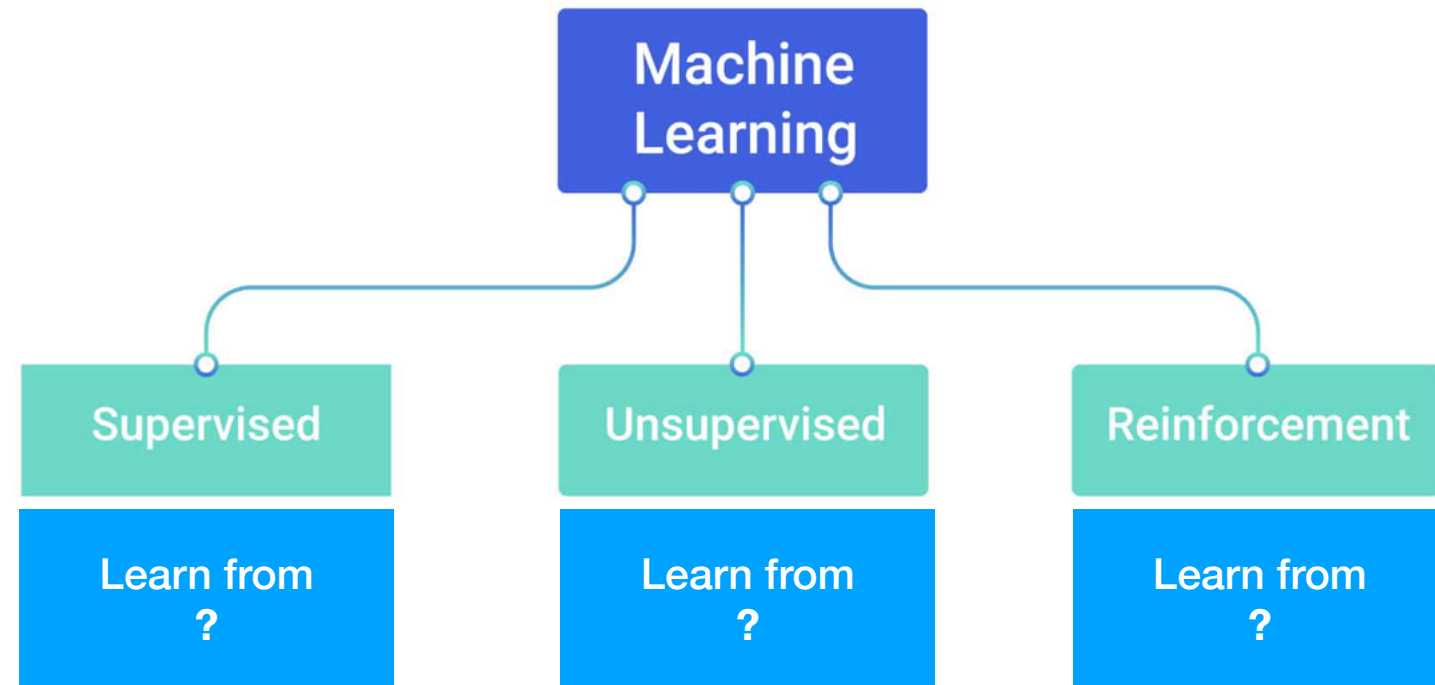 Machine
Learning
Supervised
Unsupervised
Reinforcement
Learn from
?
Learn from
?
Learn from
?